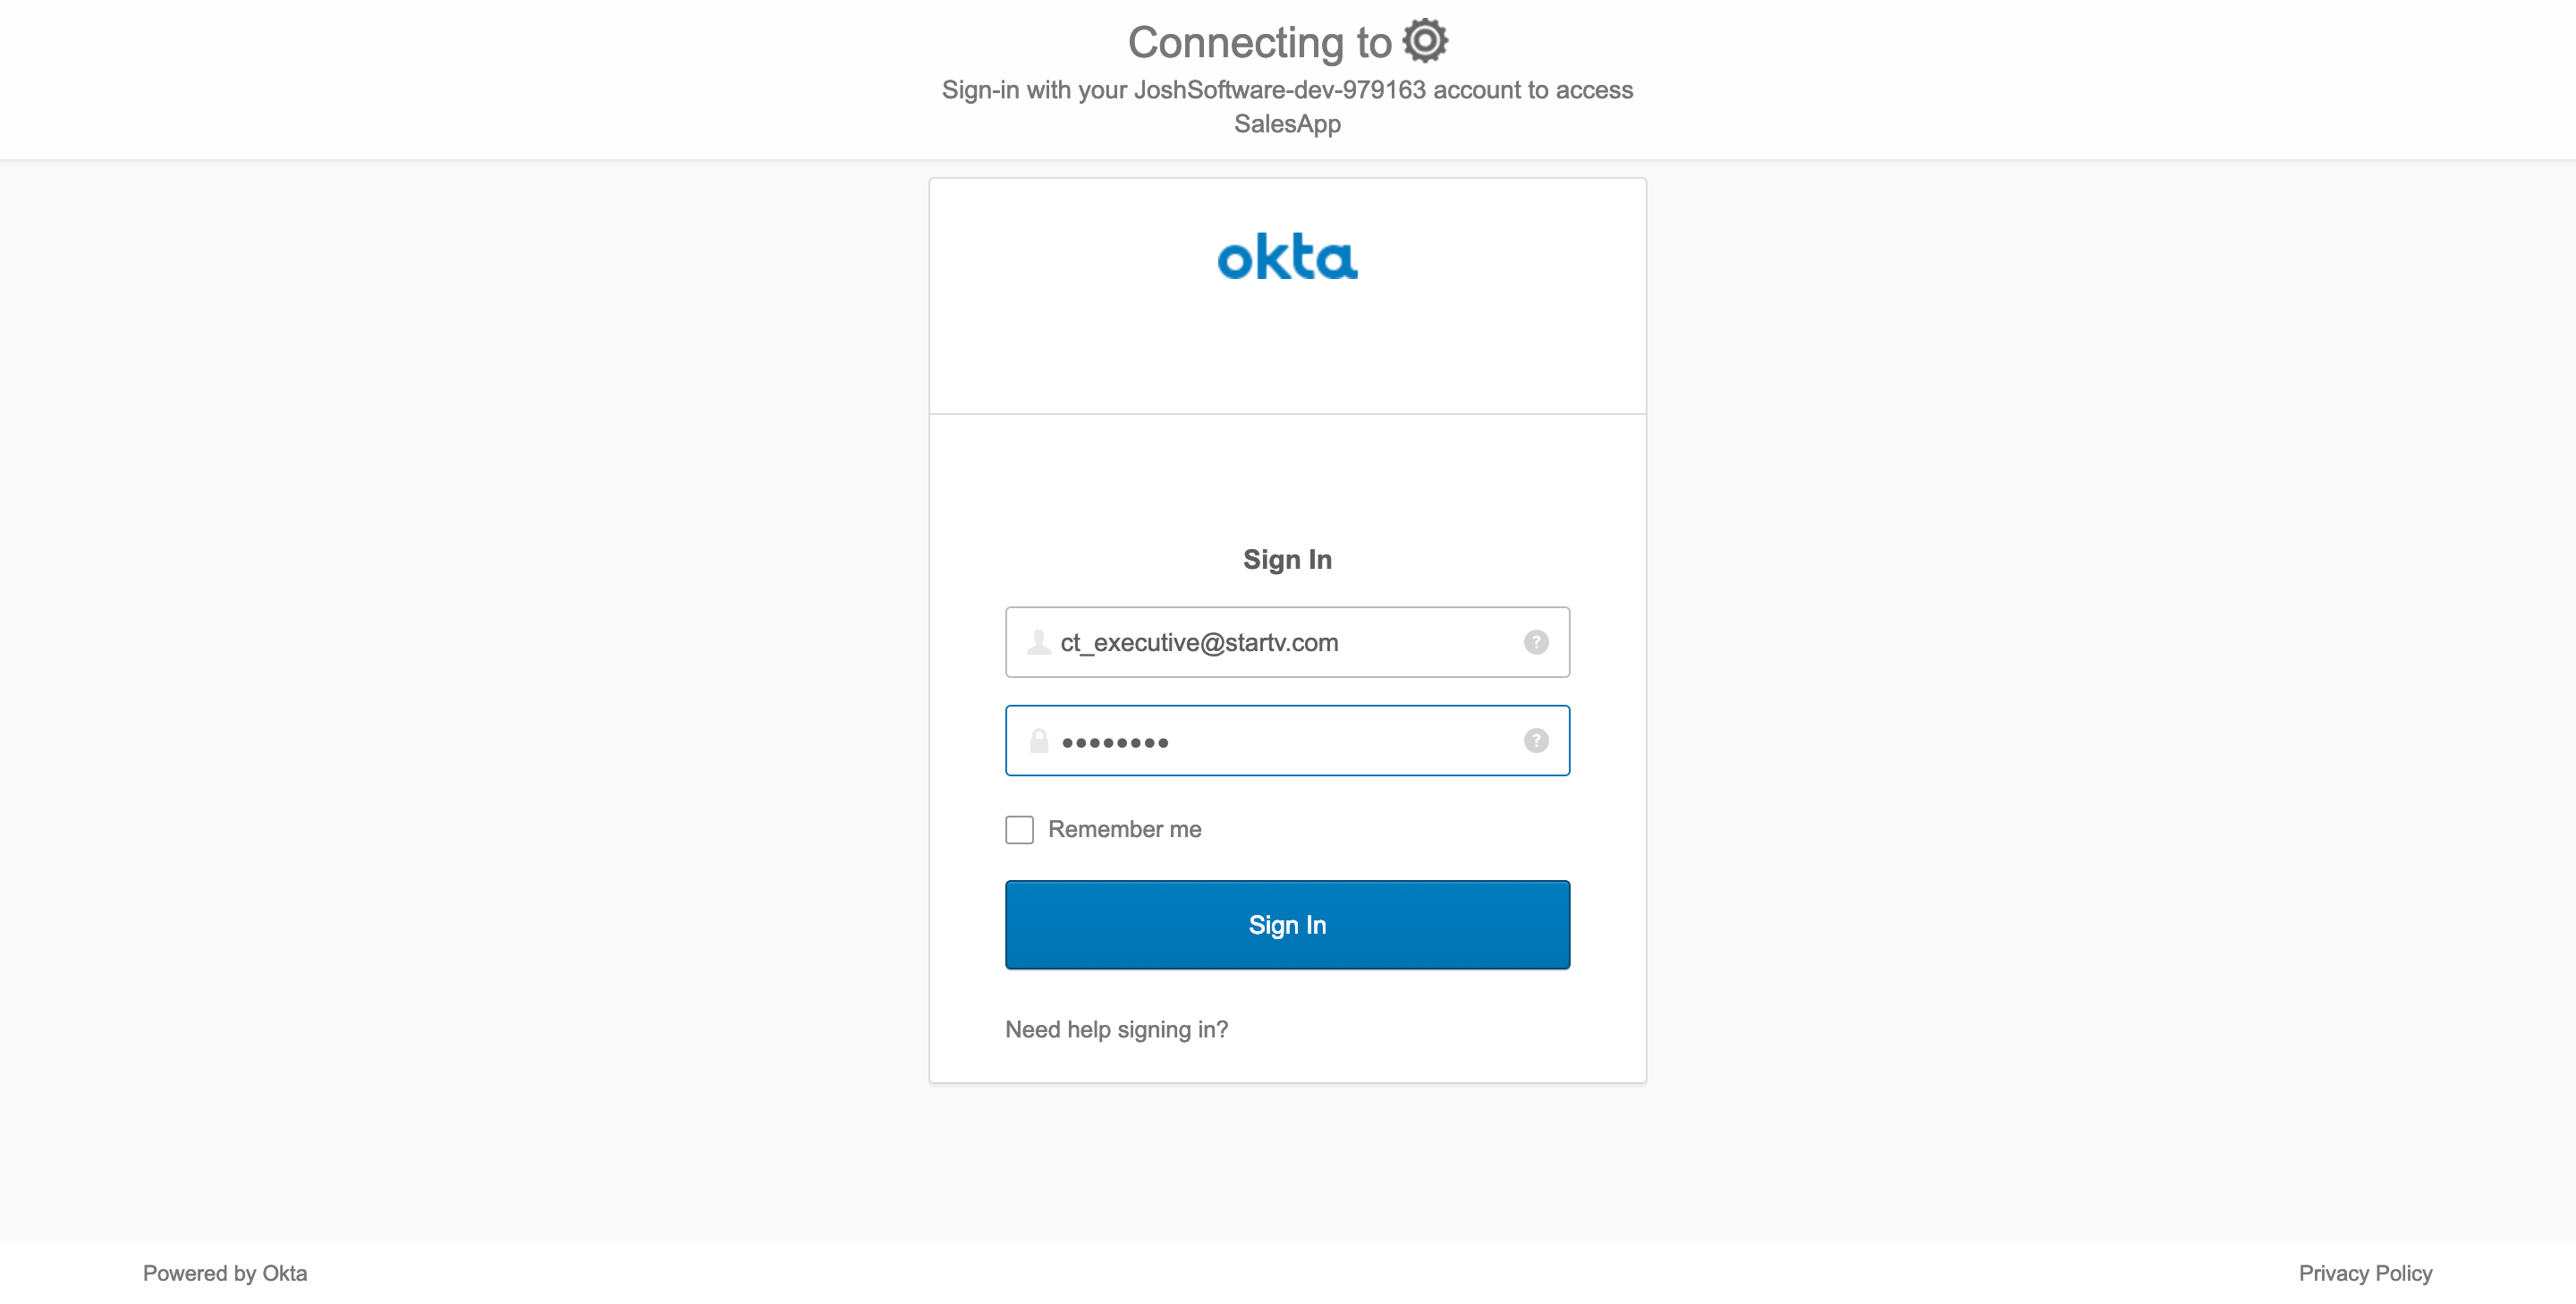 Connecting to
Sign-in with your JoshSoftware-dev-979163 account to access
SalesApp
okta
Sign In
ct_executive@startv.com
?
••••••••
?
Remember me
Sign In
Need help signing in?
Powered by Okta
Privacy Policy